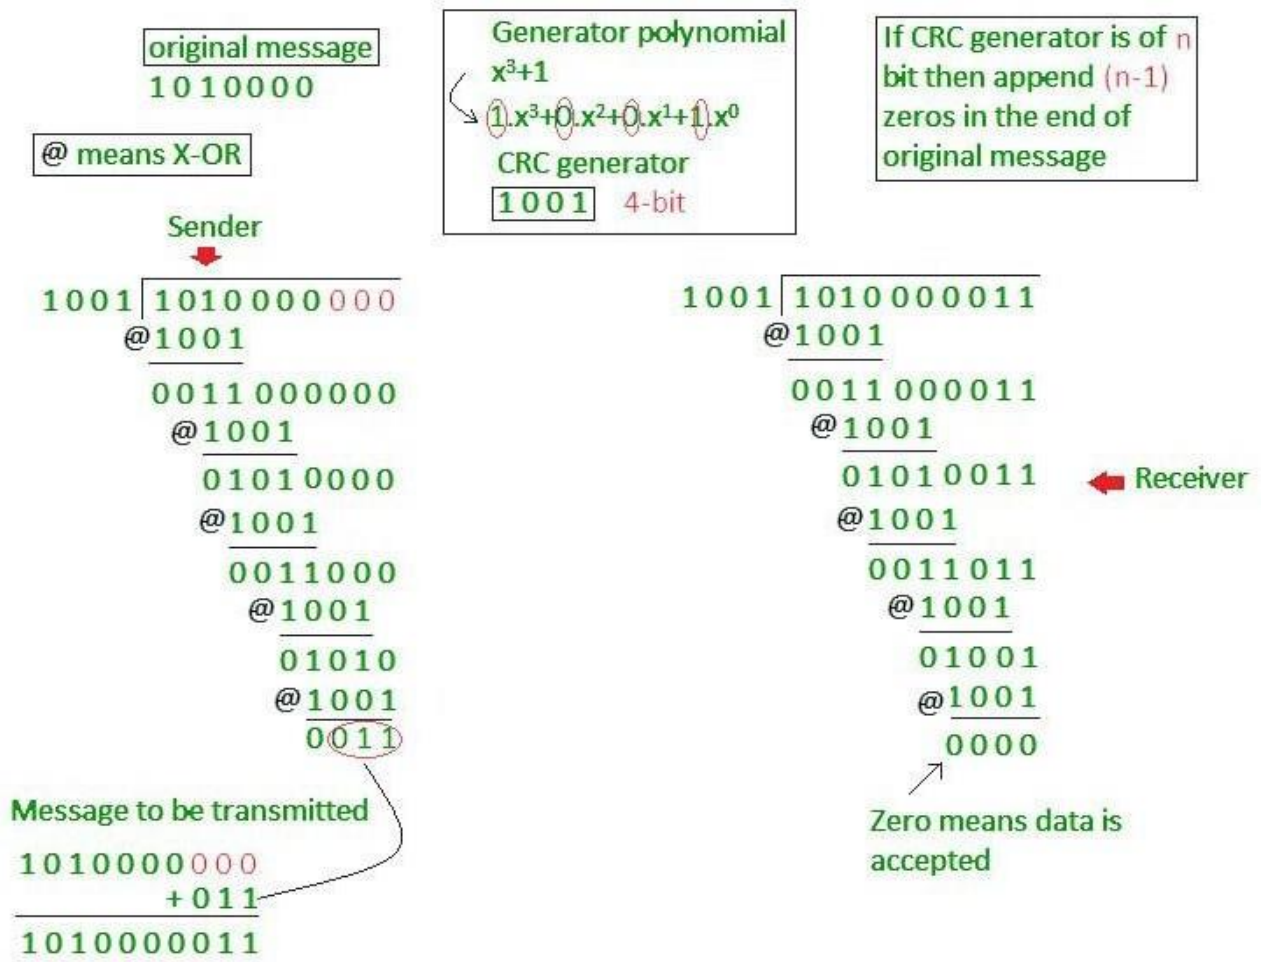 original message
1010000
@ means X-OR
Generator polynomial
x³+1
1.x³+0.x²+0.x¹+1.x⁰
CRC generator
1001 4-bit
If CRC generator is of n
bit then append (n-1)
zeros in the end of
original message
Sender
1001 1010000000
@1001
0011000000
@1001
01010000
@1001
0011000
@1001
01010
@1001
0011
Message to be transmitted
1010000000
+011
1010000011
1001 1010000011
@1001
0011000011
@1001
01010011
Receiver
@1001
0011011
@1001
01001
@1001
0000
Zero means data is
accepted